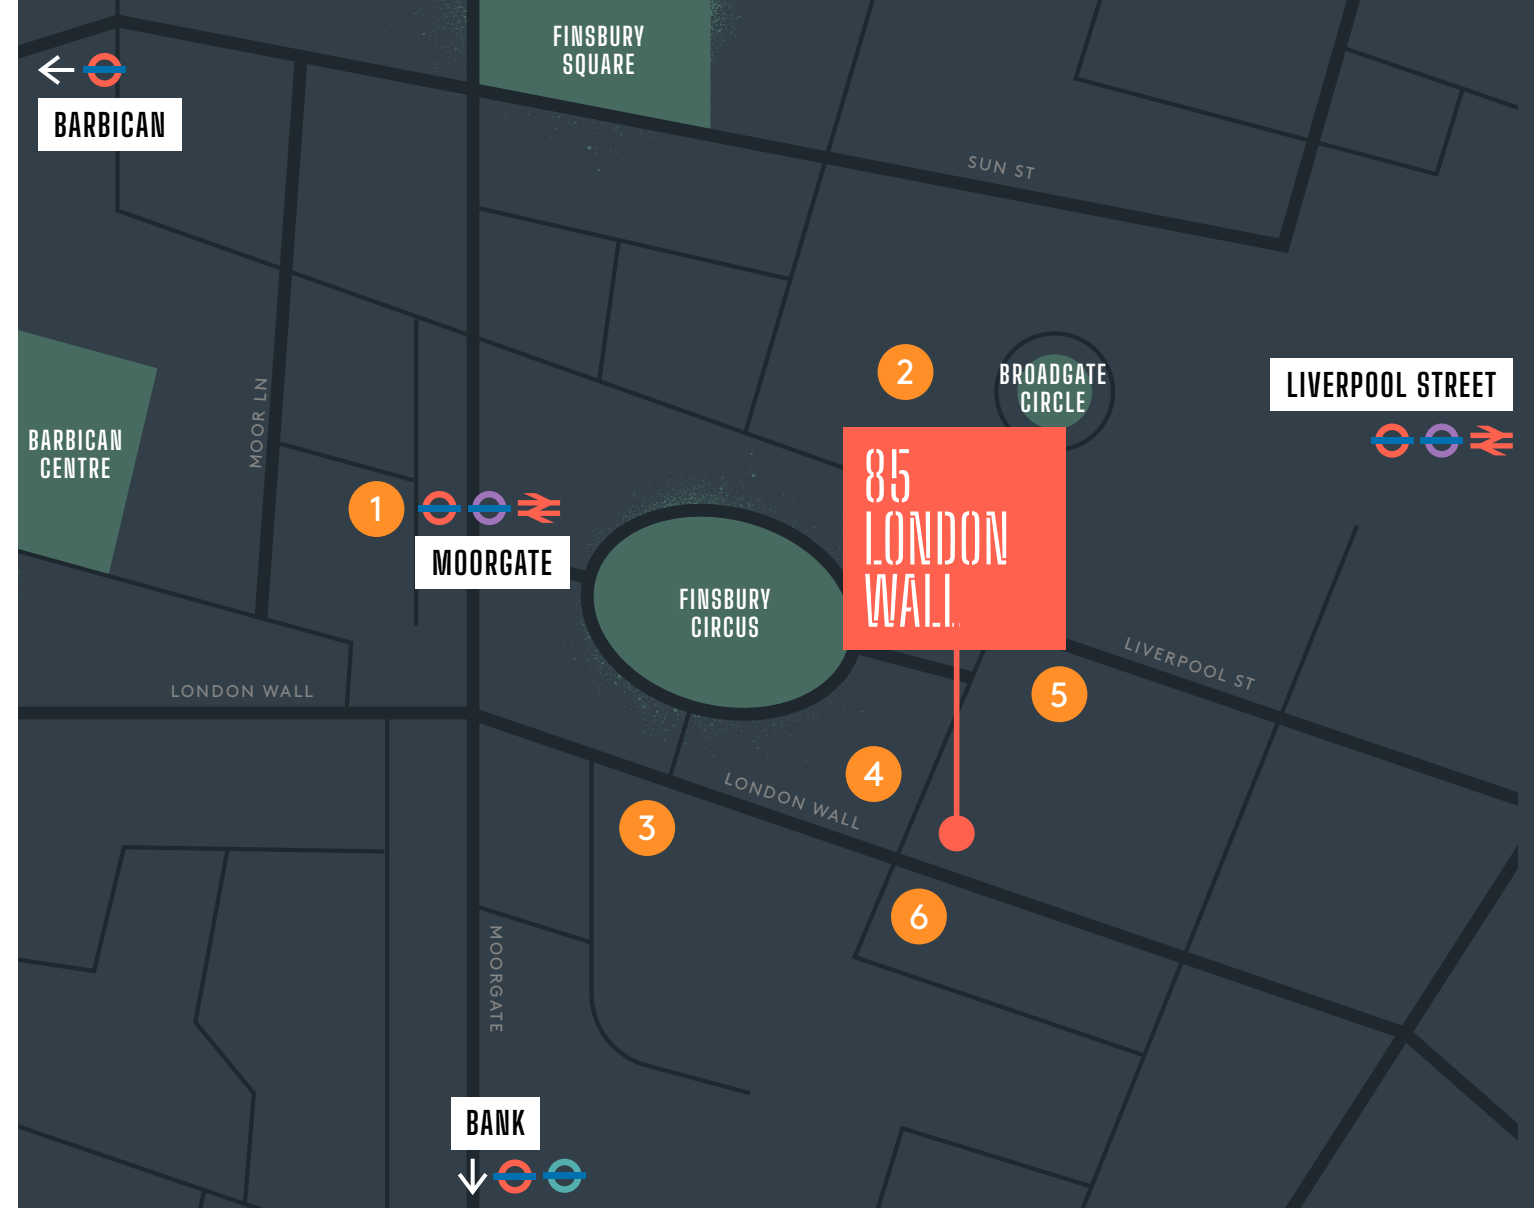 FINSBURY
SQUARE
BARBICAN
SUN ST
BROADGATE
CIRCLE
2
LIVERPOOL STREET
MOOR LN
BARBICAN
CENTRE
85
LONDON
WALL
1
MOORGATE
FINSBURY
CIRCUS
LIVERPOOL ST
5
LONDON WALL
4
LONDON WALL
3
6
MOORGATE
BANK